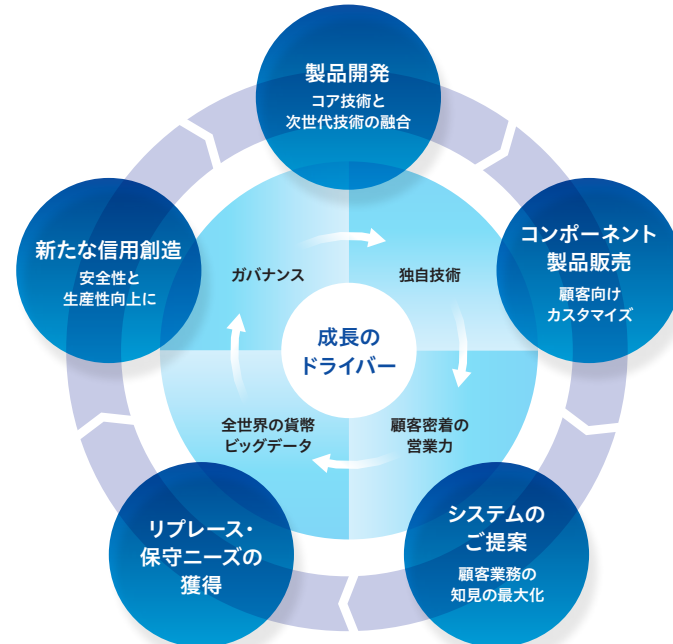 製品開発
コア技術と
次世代技術の融合
コンポーネント
製品販売
顧客向け
カスタマイズ
システムの
ご提案
顧客業務の
知見の最大化
リプレース・
保守ニーズの
獲得
新たな信用創造
安全性と
生産性向上に
ガバナンス
独自技術
顧客密着の
営業力
全世界の貨幣
ビッグデータ
成長の
ドライバー